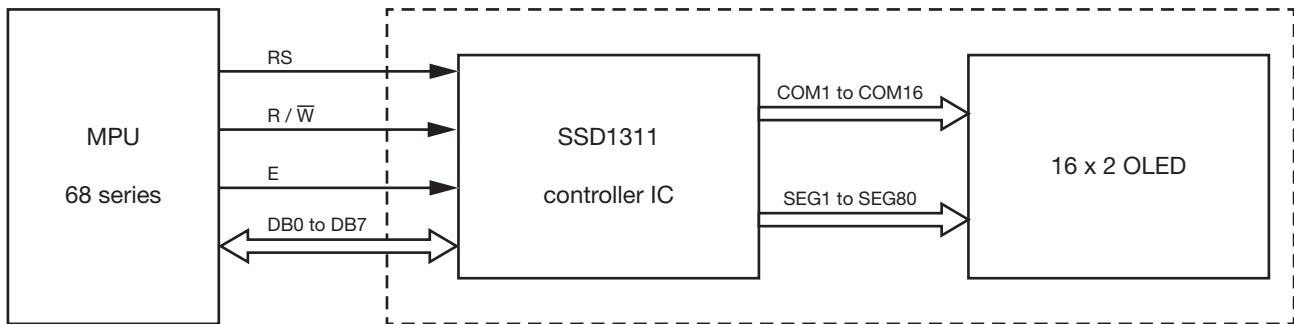 RS
R / W̅
E
DB0 to DB7
MPU
68 series
SSD1311
controller IC
COM1 to COM16
SEG1 to SEG80
16 x 2 OLED